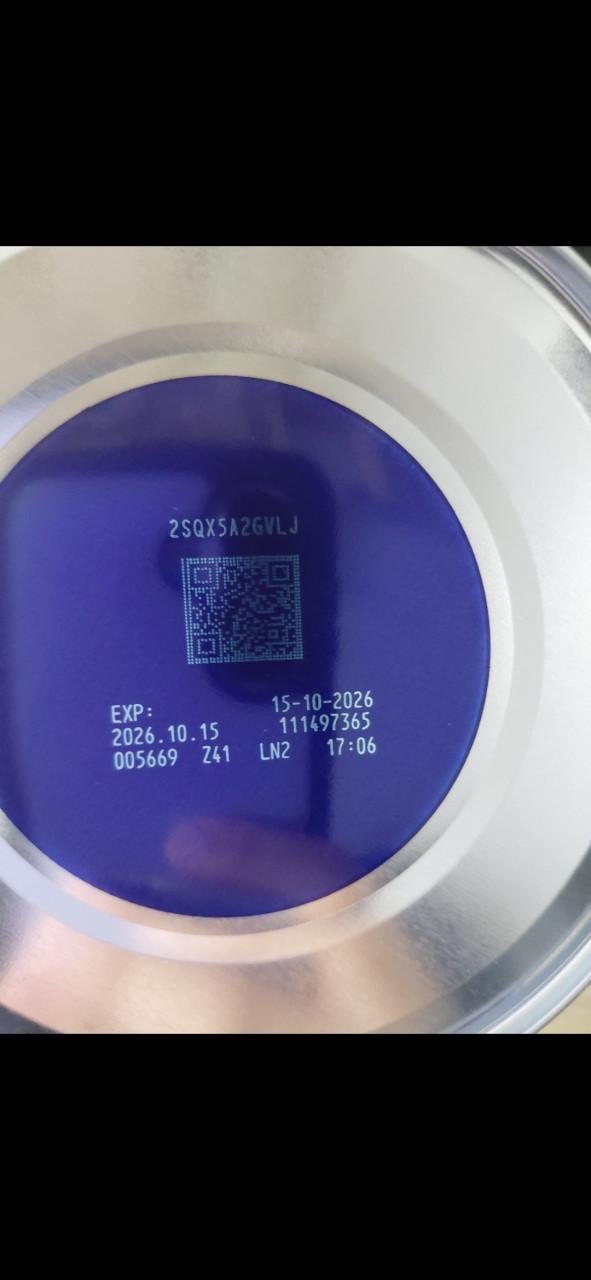 2SQX5A2GVLJ
EXP: 15-10-2026
2026.10.15 111497365
005669 Z41 LN2 17:06